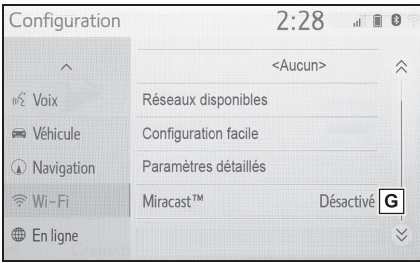 Configuration 2:28
<Aucun>
Voix Réseaux disponibles
Véhicule Configuration facile
Navigation Paramètres détaillés
Wi-Fi Miracast™ Désactivé G
En ligne